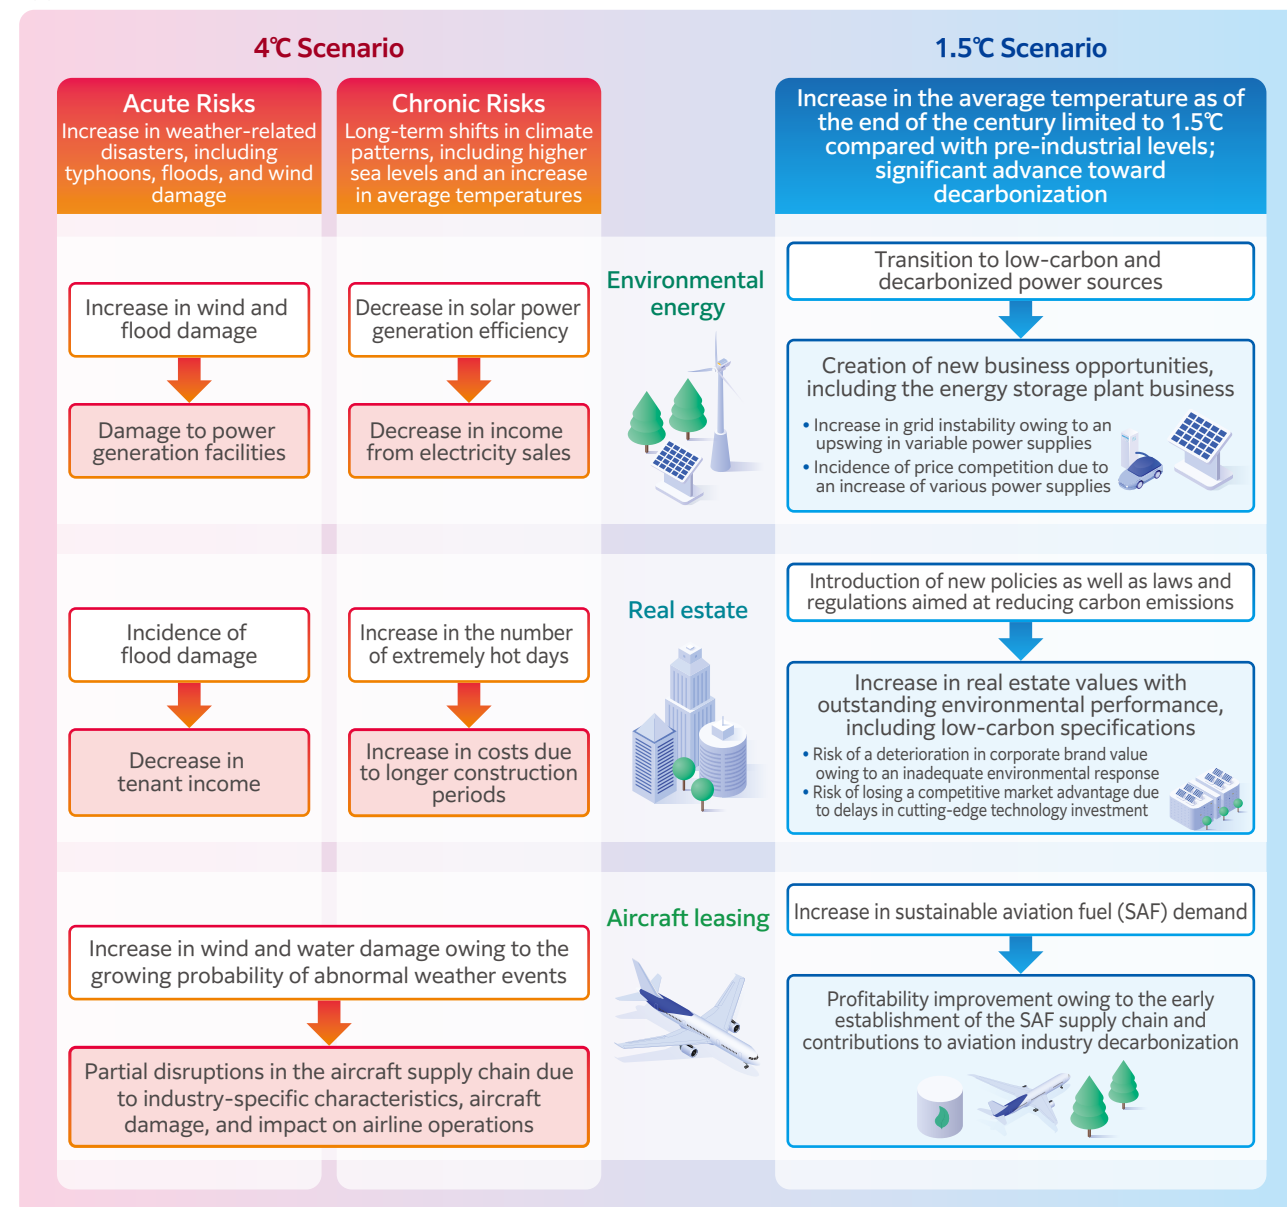 4℃ Scenario
1.5℃ Scenario
Acute Risks
Increase in weather-related
disasters, including
typhoons, floods, and wind
damage
Chronic Risks
Long-term shifts in climate
patterns, including higher
sea levels and an increase
in average temperatures
Increase in the average temperature as of
the end of the century limited to 1.5℃
compared with pre-industrial levels;
significant advance toward
decarbonization
Environmental
energy
Increase in wind and
flood damage
Damage to power
generation facilities
Decrease in solar power
generation efficiency
Decrease in income
from electricity sales
Transition to low-carbon and
decarbonized power sources
Creation of new business opportunities,
including the energy storage plant business
• Increase in grid instability owing to an
upswing in variable power supplies
• Incidence of price competition due to
an increase of various power supplies
Real estate
Incidence of
flood damage
Decrease in
tenant income
Increase in the number
of extremely hot days
Increase in costs due
to longer construction
periods
Introduction of new policies as well as laws and
regulations aimed at reducing carbon emissions
Increase in real estate values with
outstanding environmental performance,
including low-carbon specifications
• Risk of a deterioration in corporate brand value
owing to an inadequate environmental response
• Risk of losing a competitive market advantage due
to delays in cutting-edge technology investment
Aircraft leasing
Increase in wind and water damage owing to the
growing probability of abnormal weather events
Partial disruptions in the aircraft supply chain due
to industry-specific characteristics, aircraft
damage, and impact on airline operations
Increase in sustainable aviation fuel (SAF) demand
Profitability improvement owing to the early
establishment of the SAF supply chain and
contributions to aviation industry decarbonization